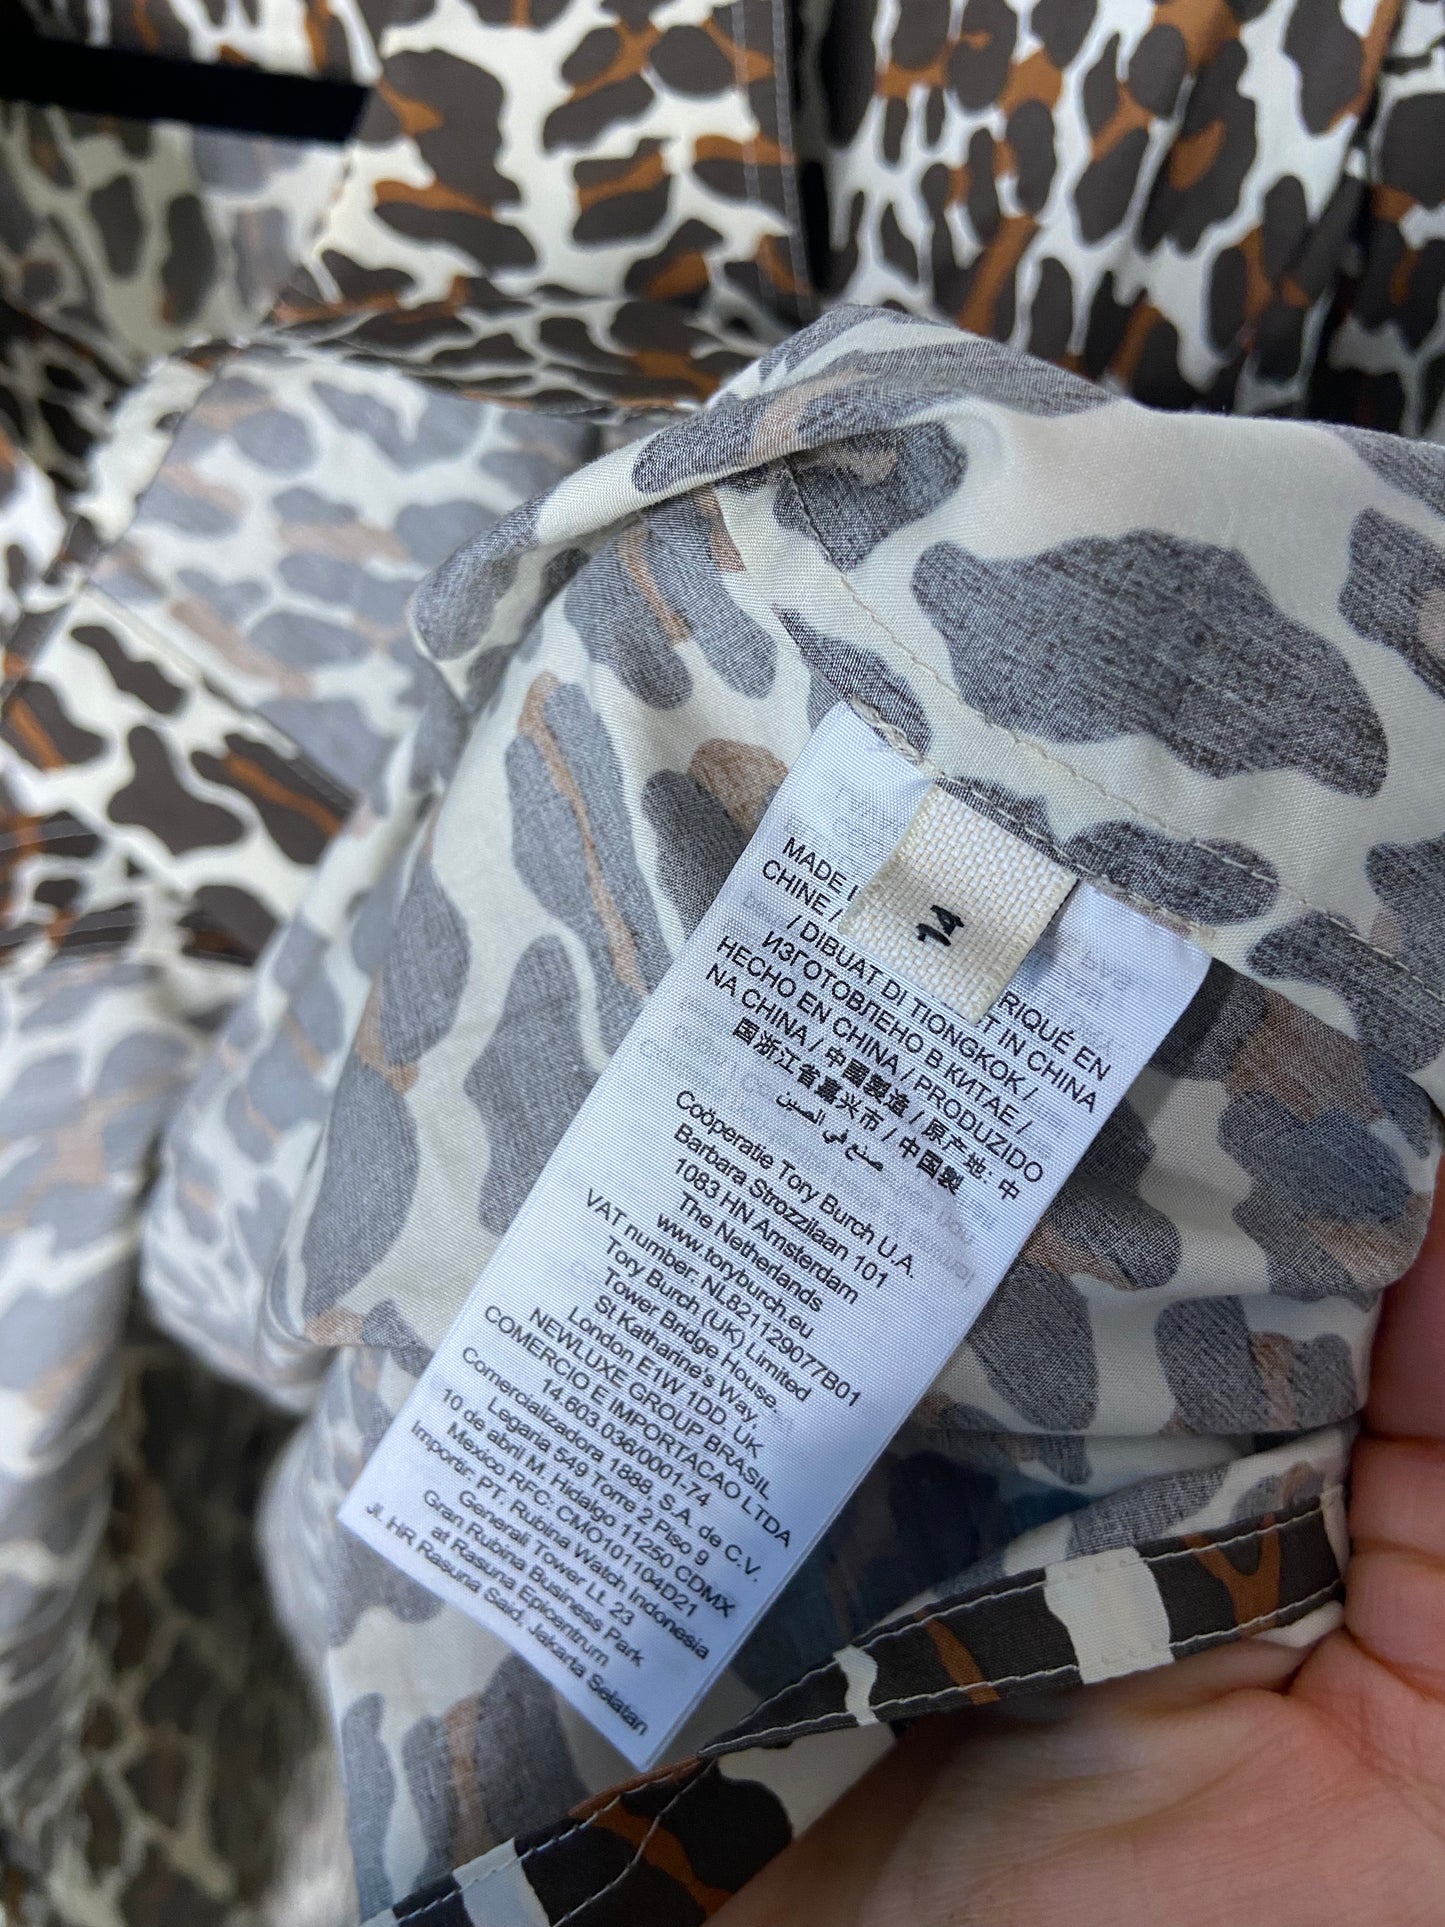 14
MADE I
RIQUÉ EN
CHINE /
T IN CHINA
/ DIBUAT DI TIONGKOK /
ИЗГОТОВЛЕНО В КИТАЕ /
HECHO EN CHINA / PRODUZIDO
NA CHINA / 中國製造 / 原产地: 中
国浙江省嘉兴市 / 中国製
صنع في الصين
Coöperatie Tory Burch U.A.
Barbara Strozzilaan 101
1083 HN Amsterdam
The Netherlands
www.toryburch.eu
VAT number: NL821129077B01
Tory Burch (UK) Limited
Tower Bridge House.
St Katharine's Way,
London E1W 1DD UK
NEWLUXE GROUP BRASIL
COMERCIO E IMPORTACAO LTDA
14.603.036/0001-74
Comercializadora 1888, S.A. de C.V.
Legaria 549 Torre 2 Piso 9
10 de abril M. Hidalgo 11250 CDMX
Mexico RFC: CMO101104D21
Importir: PT. Rubina Watch Indonesia
Generali Tower LL 23
Gran Rubina Business Park
at Rasuna Epicentrum
Jl. HR Rasuna Said, Jakarta Selatan